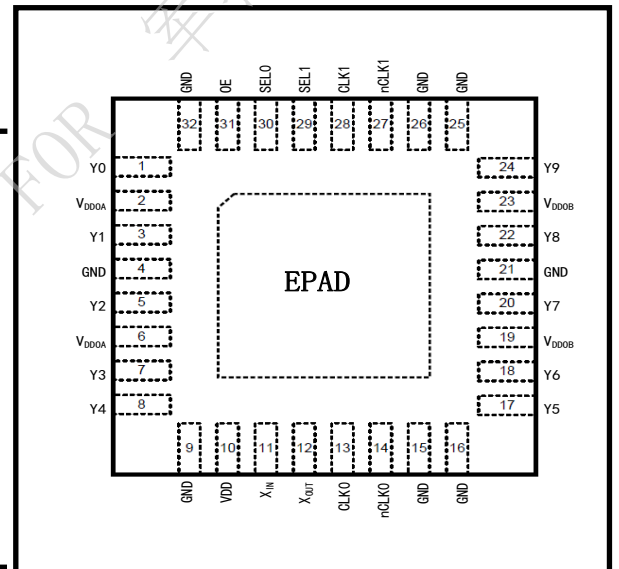 GND OE SEL0 SEL1 CLK1 nCLK1 GND GND
32 31 30 29 28 27 26 25
Y0 1 24 Y9
VDDOA 2 23 VDDOB
Y1 3 22 Y8
GND 4 21 GND
EPAD
Y2 5 20 Y7
VDDOA 6 19 VDDOB
Y3 7 18 Y6
Y4 8 17 Y5
9 10 11 12 13 14 15 16
GND VDD XIN XOUT CLK0 nCLK0 GND GND
FOR